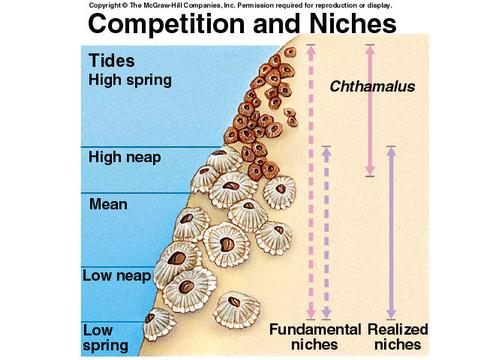 Copyright © The McGraw-Hill Companies, Inc. Permission required for reproduction or display.
Competition and Niches
Tides
High spring
Chthamalus
High neap
Mean
Low neap
Low
spring
Fundamental
niches
Realized
niches